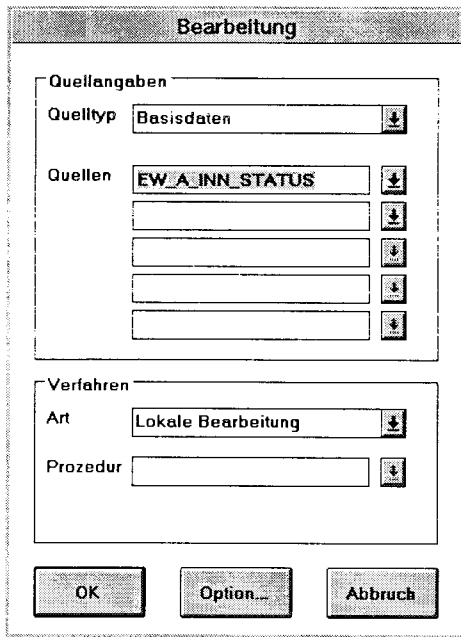 Bearbeitung
Quellangaben
Quelltyp Basisdaten
Quellen EW_A_INN_STATUS
Verfahren
Art Lokale Bearbeitung
Prozedur
OK Option... Abbruch